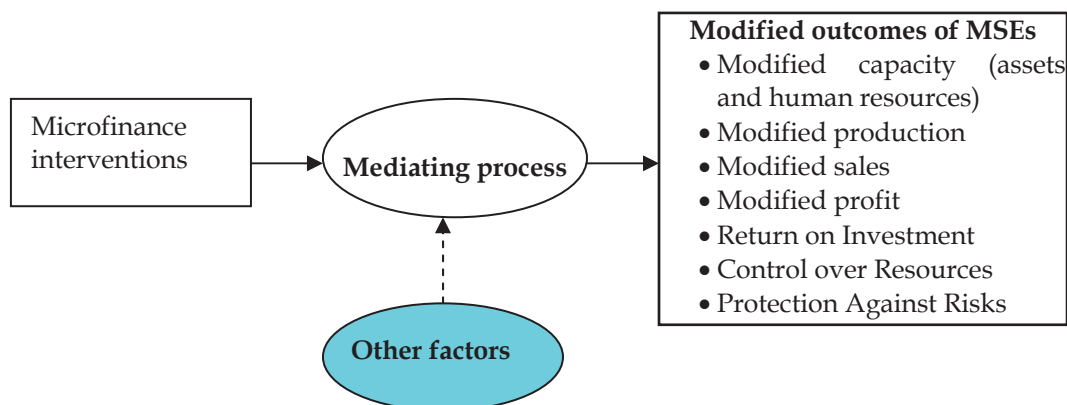 Microfinance
interventions
Mediating process
Other factors
Modified outcomes of MSEs
• Modified capacity (assets
and human resources)
• Modified production
• Modified sales
• Modified profit
• Return on Investment
• Control over Resources
• Protection Against Risks